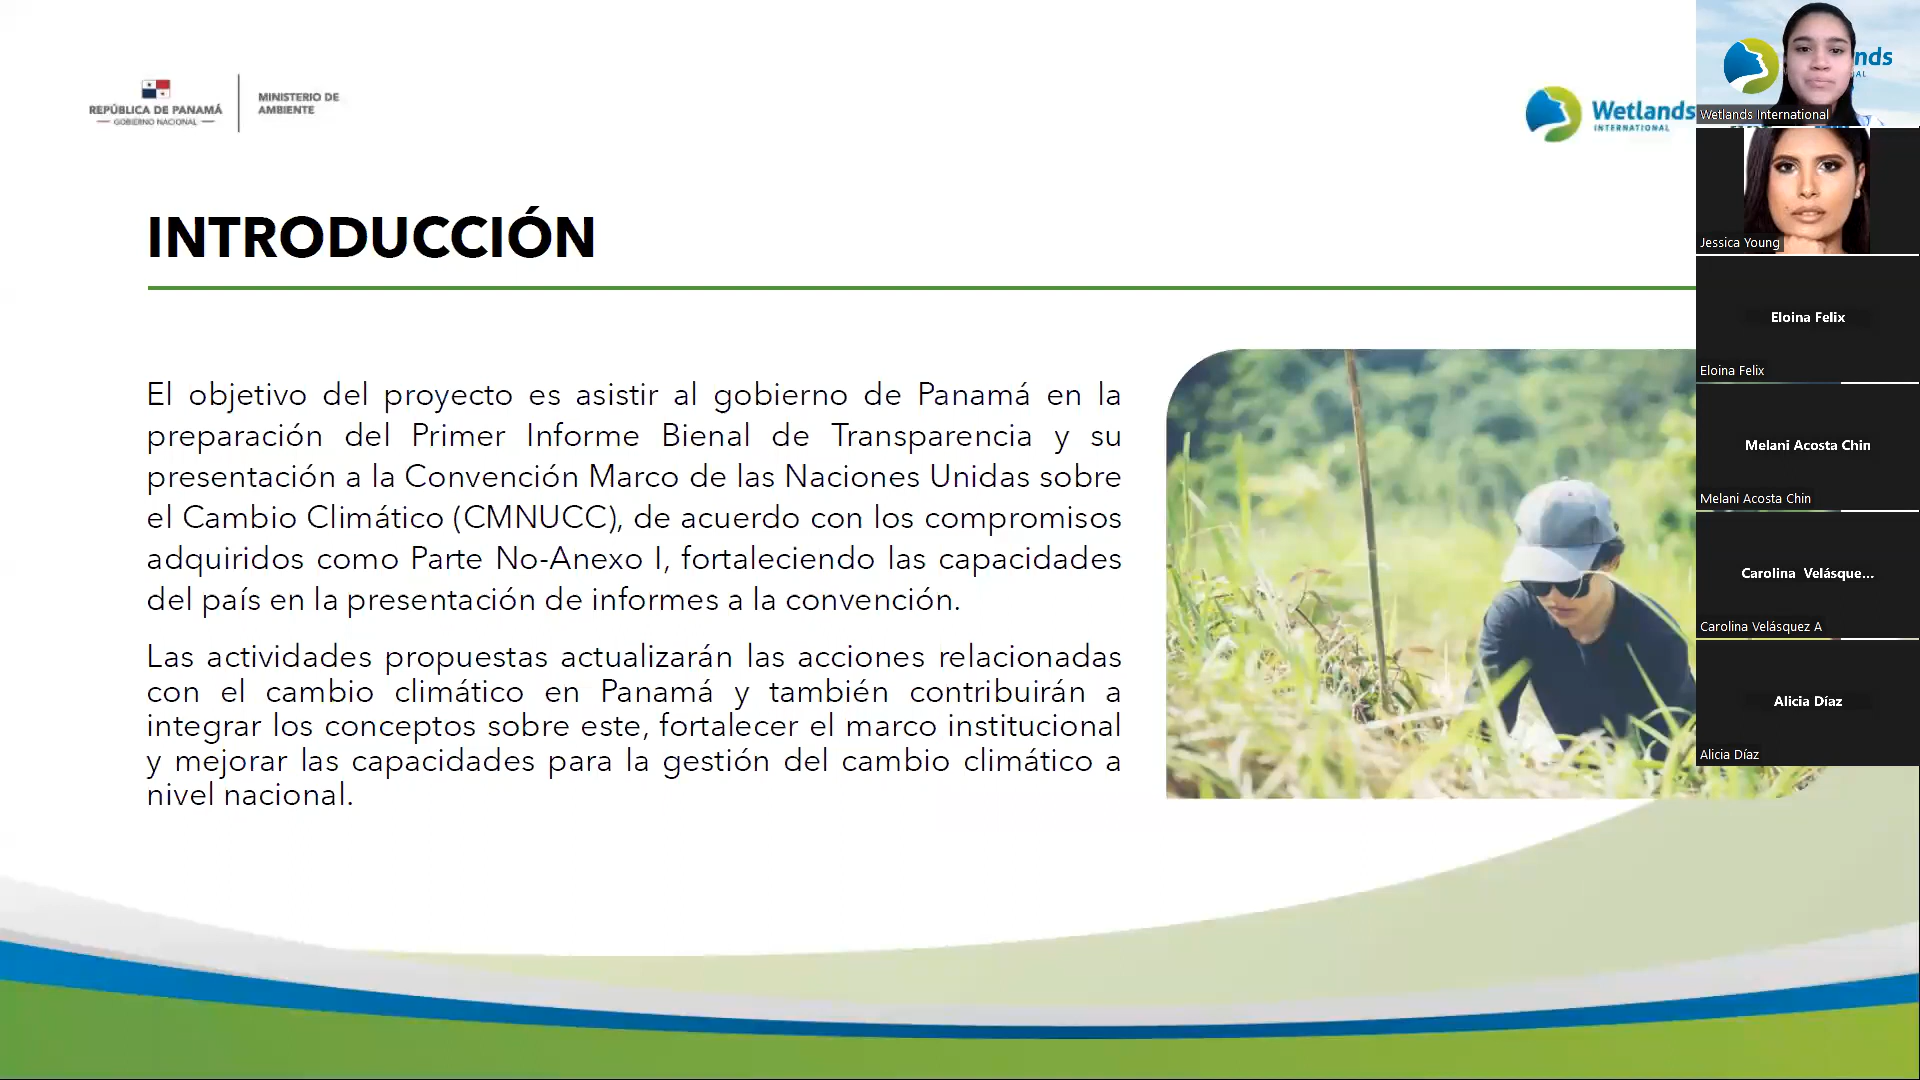 REPÚBLICA DE PANAMÁ
— GOBIERNO NACIONAL —
MINISTERIO DE
AMBIENTE
Wetlands
INTERNATIONAL
INTRODUCCIÓN
El objetivo del proyecto es asistir al gobierno de Panamá en la
preparación del Primer Informe Bienal de Transparencia y su
presentación a la Convención Marco de las Naciones Unidas sobre
el Cambio Climático (CMNUCC), de acuerdo con los compromisos
adquiridos como Parte No-Anexo I, fortaleciendo las capacidades
del país en la presentación de informes a la convención.
Las actividades propuestas actualizarán las acciones relacionadas
con el cambio climático en Panamá y también contribuirán a
integrar los conceptos sobre este, fortalecer el marco institucional
y mejorar las capacidades para la gestión del cambio climático a
nivel nacional.
nds
AL
Wetlands International
Jessica Young
Eloina Felix
Eloina Felix
Melani Acosta Chin
Melani Acosta Chin
Carolina Velásque...
Carolina Velásquez A
Alicia Díaz
Alicia Díaz